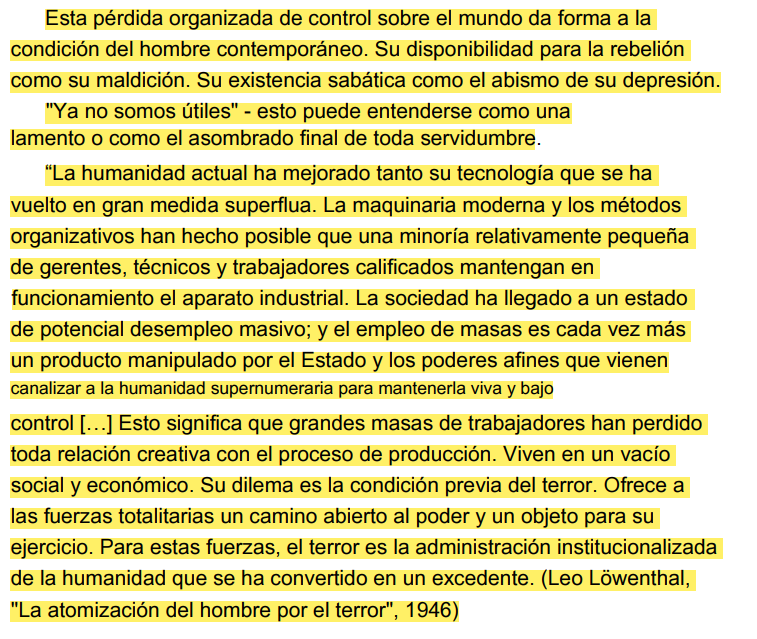 Esta pérdida organizada de control sobre el mundo da forma a la
condición del hombre contemporáneo. Su disponibilidad para la rebelión
como su maldición. Su existencia sabática como el abismo de su depresión.
"Ya no somos útiles" - esto puede entenderse como una
lamento o como el asombrado final de toda servidumbre.
“La humanidad actual ha mejorado tanto su tecnología que se ha
vuelto en gran medida superflua. La maquinaria moderna y los métodos
organizativos han hecho posible que una minoría relativamente pequeña
de gerentes, técnicos y trabajadores calificados mantengan en
funcionamiento el aparato industrial. La sociedad ha llegado a un estado
de potencial desempleo masivo; y el empleo de masas es cada vez más
un producto manipulado por el Estado y los poderes afines que vienen
canalizar a la humanidad supernumeraria para mantenerla viva y bajo
control […] Esto significa que grandes masas de trabajadores han perdido
toda relación creativa con el proceso de producción. Viven en un vacío
social y económico. Su dilema es la condición previa del terror. Ofrece a
las fuerzas totalitarias un camino abierto al poder y un objeto para su
ejercicio. Para estas fuerzas, el terror es la administración institucionalizada
de la humanidad que se ha convertido en un excedente. (Leo Löwenthal,
"La atomización del hombre por el terror", 1946)